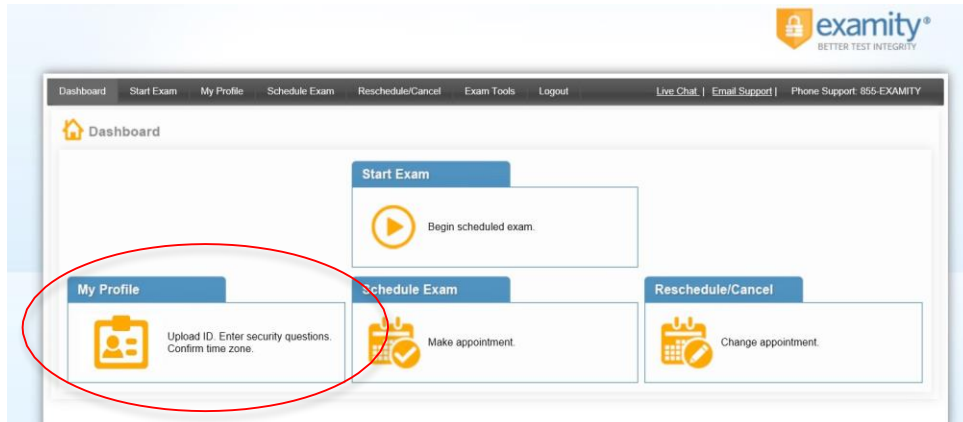 examity®
BETTER TEST INTEGRITY
Dashboard Start Exam My Profile Schedule Exam Reschedule/Cancel Exam Tools Logout Live Chat | Email Support | Phone Support: 855-EXAMITY
Dashboard
Start Exam
Begin scheduled exam.
My Profile
Upload ID. Enter security questions.
Confirm time zone.
Schedule Exam
Make appointment.
Reschedule/Cancel
Change appointment.